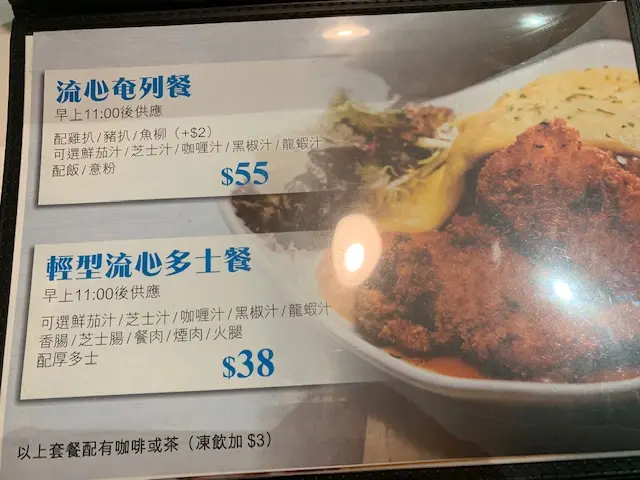 流心奄列餐
早上11:00後供應
配雞扒/豬扒/魚柳（+$2）
可選鮮茄汁/芝士汁/咖喱汁/黑椒汁/龍蝦汁
配飯/意粉
$55
輕型流心多士餐
早上11:00後供應
可選鮮茄汁/芝士汁/咖喱汁/黑椒汁/龍蝦汁
香腸/芝士腸/餐肉/煙肉/火腿
配厚多士
$38
以上套餐配有咖啡或茶（凍飲加 $3）